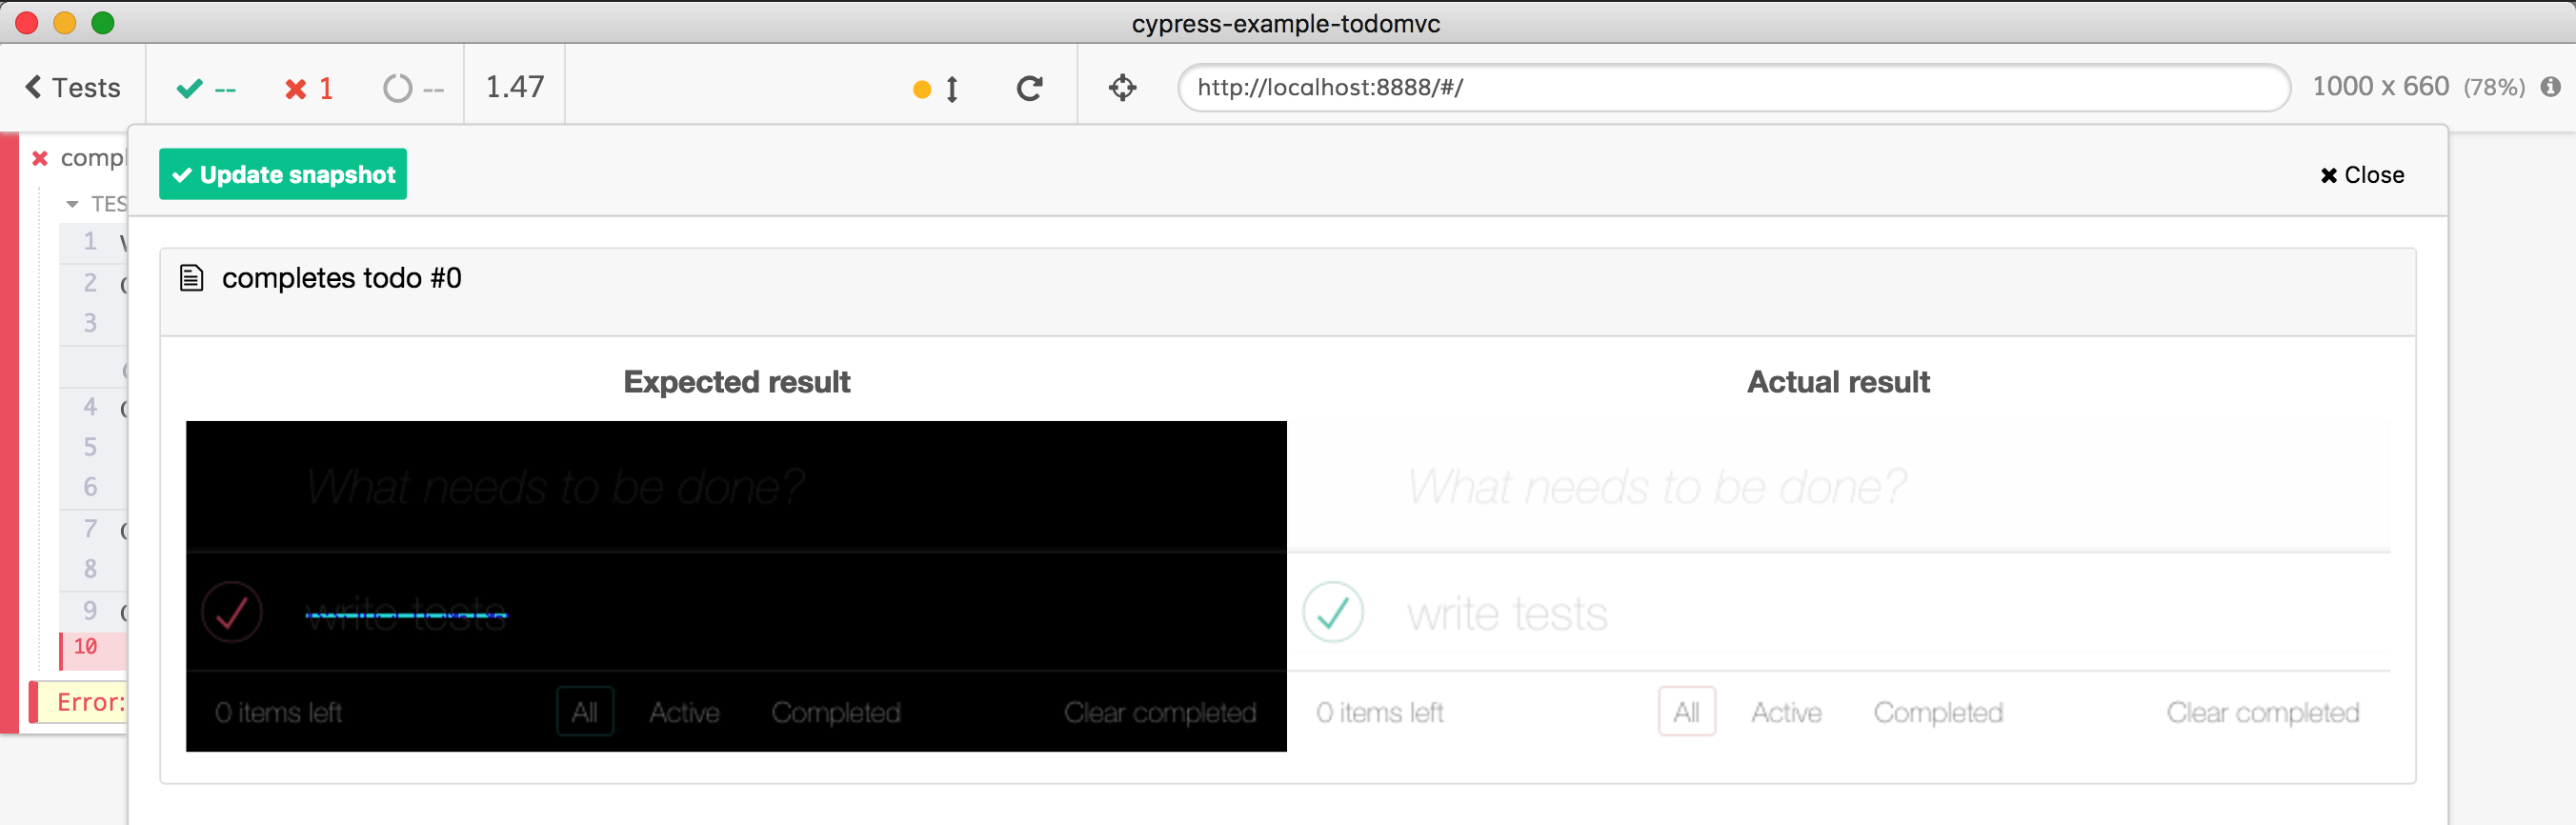 cypress-example-todomvc
Tests -- 1 -- 1.47 http://localhost:8888/#/ 1000 x 660 (78%)
Update snapshot
Close
compl
TES
1
2
3
4
5
6
7
8
9
10
Error:
completes todo #0
Expected result
Actual result
What needs to be done?
write tests
0 items left All Active Completed Clear completed
What needs to be done?
write tests
0 items left All Active Completed Clear completed